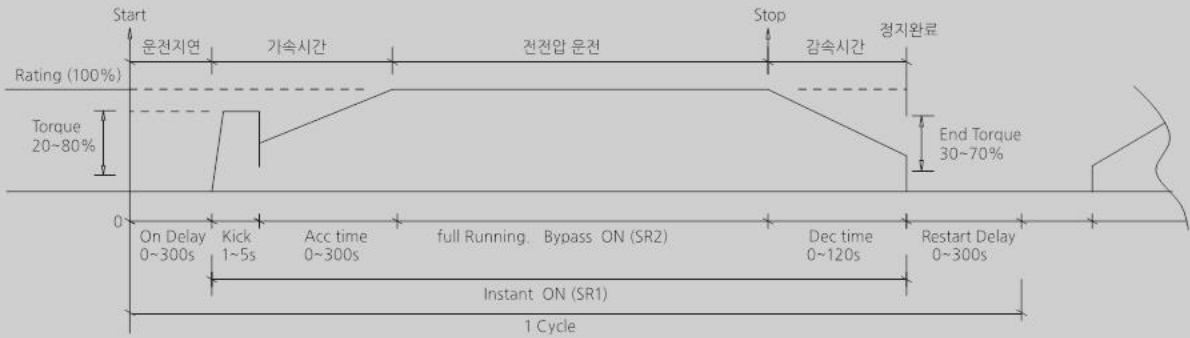 Start
Stop
정지완료
운전지연
가속시간
전전압 운전
감속시간
Rating (100%)
Torque
20~80%
End Torque
30~70%
0
On Delay
0~300s
Kick
1~5s
Acc time
0~300s
full Running. Bypass ON (SR2)
Dec time
0~120s
Restart Delay
0~300s
Instant ON (SR1)
1 Cycle